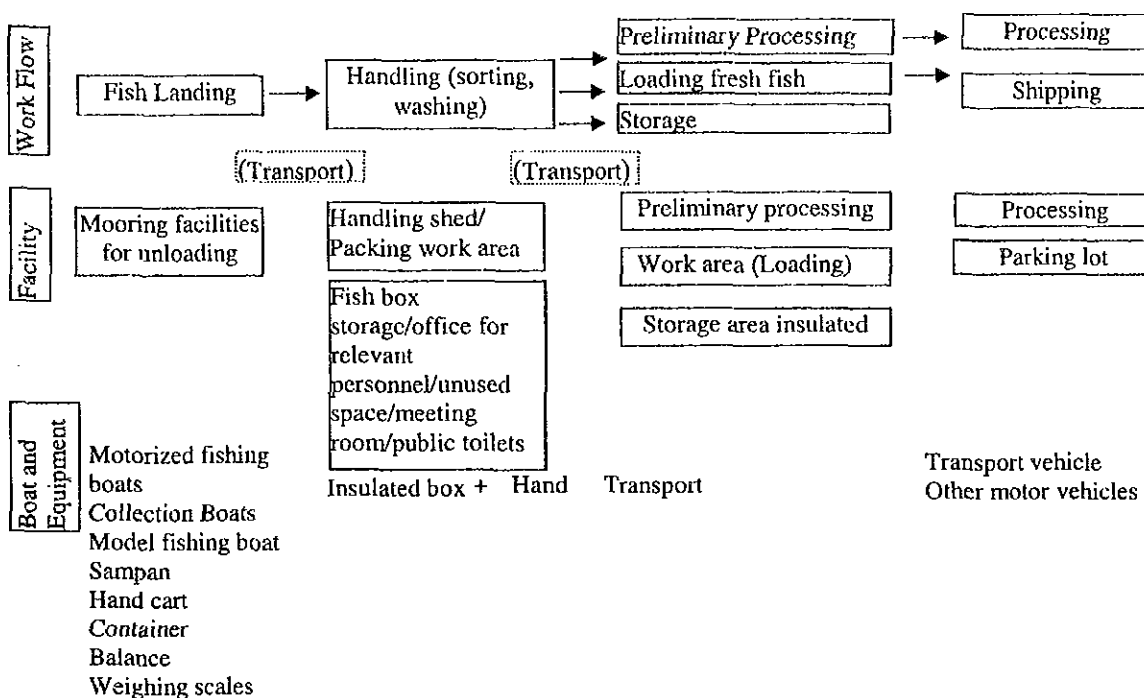 Work Flow
Fish Landing
Handling (sorting,
washing)
Preliminary Processing
Loading fresh fish
Storage
Processing
Shipping
(Transport)
(Transport)
Facility
Mooring facilities
for unloading
Handling shed/
Packing work area
Fish box
storage/office for
relevant
personnel/unused
space/meeting
room/public toilets
Preliminary processing
Work area (Loading)
Storage area insulated
Processing
Parking lot
Boat and
Equipment
Motorized fishing
boats
Collection Boats
Model fishing boat
Sampan
Hand cart
Container
Balance
Weighing scales
Insulated box + Hand Transport
Transport vehicle
Other motor vehicles